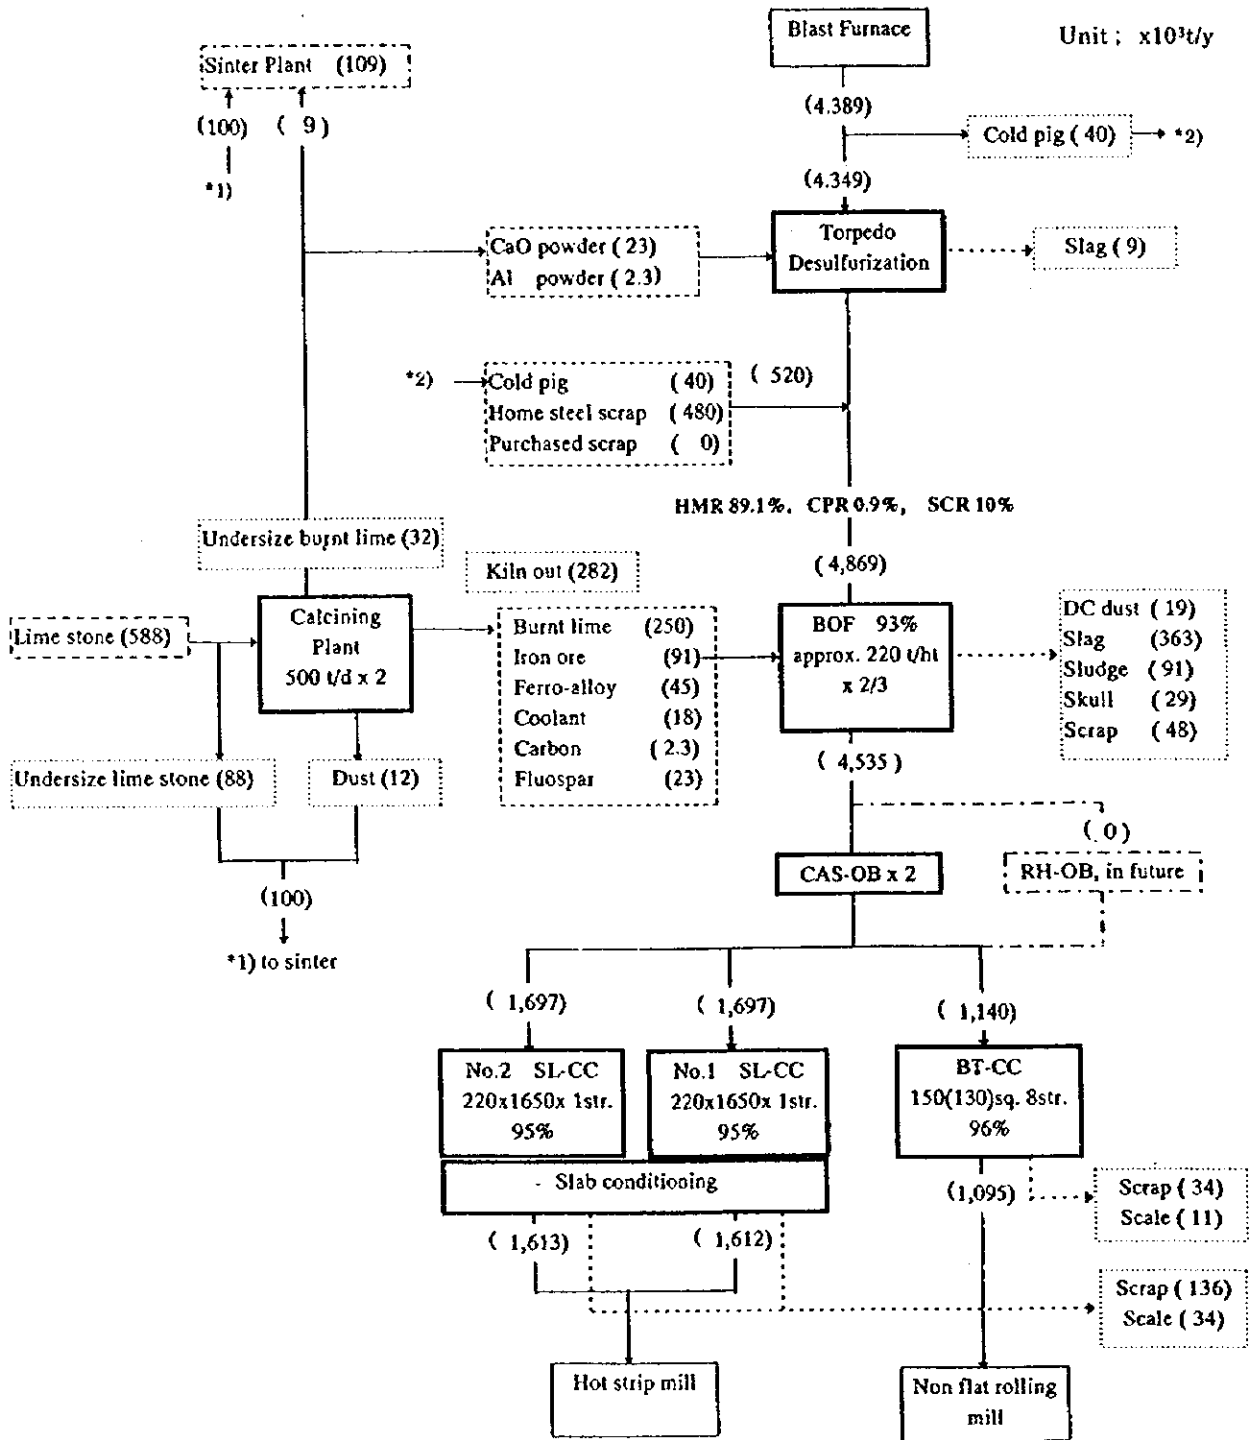 Blast Furnace
Unit ; x10³t/y
Sinter Plant (109)
(4.389)
(100) ( 9)
Cold pig ( 40) *2)
*1)
(4.349)
CaO powder ( 23)
Al powder ( 2.3)
Torpedo
Desulfurization
Slag ( 9)
*2)
Cold pig (40)
Home steel scrap (480)
Purchased scrap ( 0)
( 520)
HMR 89.1%. CPR 0.9%, SCR 10%
Undersize burnt lime (32)
Kiln out (282)
( 4,869)
Lime stone (588)
Calcining
Plant
500 t/d x 2
Burnt lime (250)
Iron ore (91)
Ferro-alloy (45)
Coolant (18)
Carbon ( 2.3)
Fluospar (23)
BOF 93%
approx. 220 t/ht
x 2/3
DC dust ( 19)
Slag (363)
Sludge ( 91)
Skull ( 29)
Scrap ( 48)
Undersize lime stone (88)
Dust (12)
( 4,535)
( 0)
CAS-OB x 2
RH-OB, in future
(100)
*1) to sinter
( 1,697)
( 1,697)
( 1,140)
No.2 SL-CC
220x1650x 1str.
95%
No.1 SL-CC
220x1650x 1str.
95%
BT-CC
150(130)sq. 8str.
96%
- Slab conditioning
(1,095)
Scrap ( 34)
Scale ( 11)
( 1,613)
( 1,612)
Scrap ( 136)
Scale ( 34)
Hot strip mill
Non flat rolling
mill